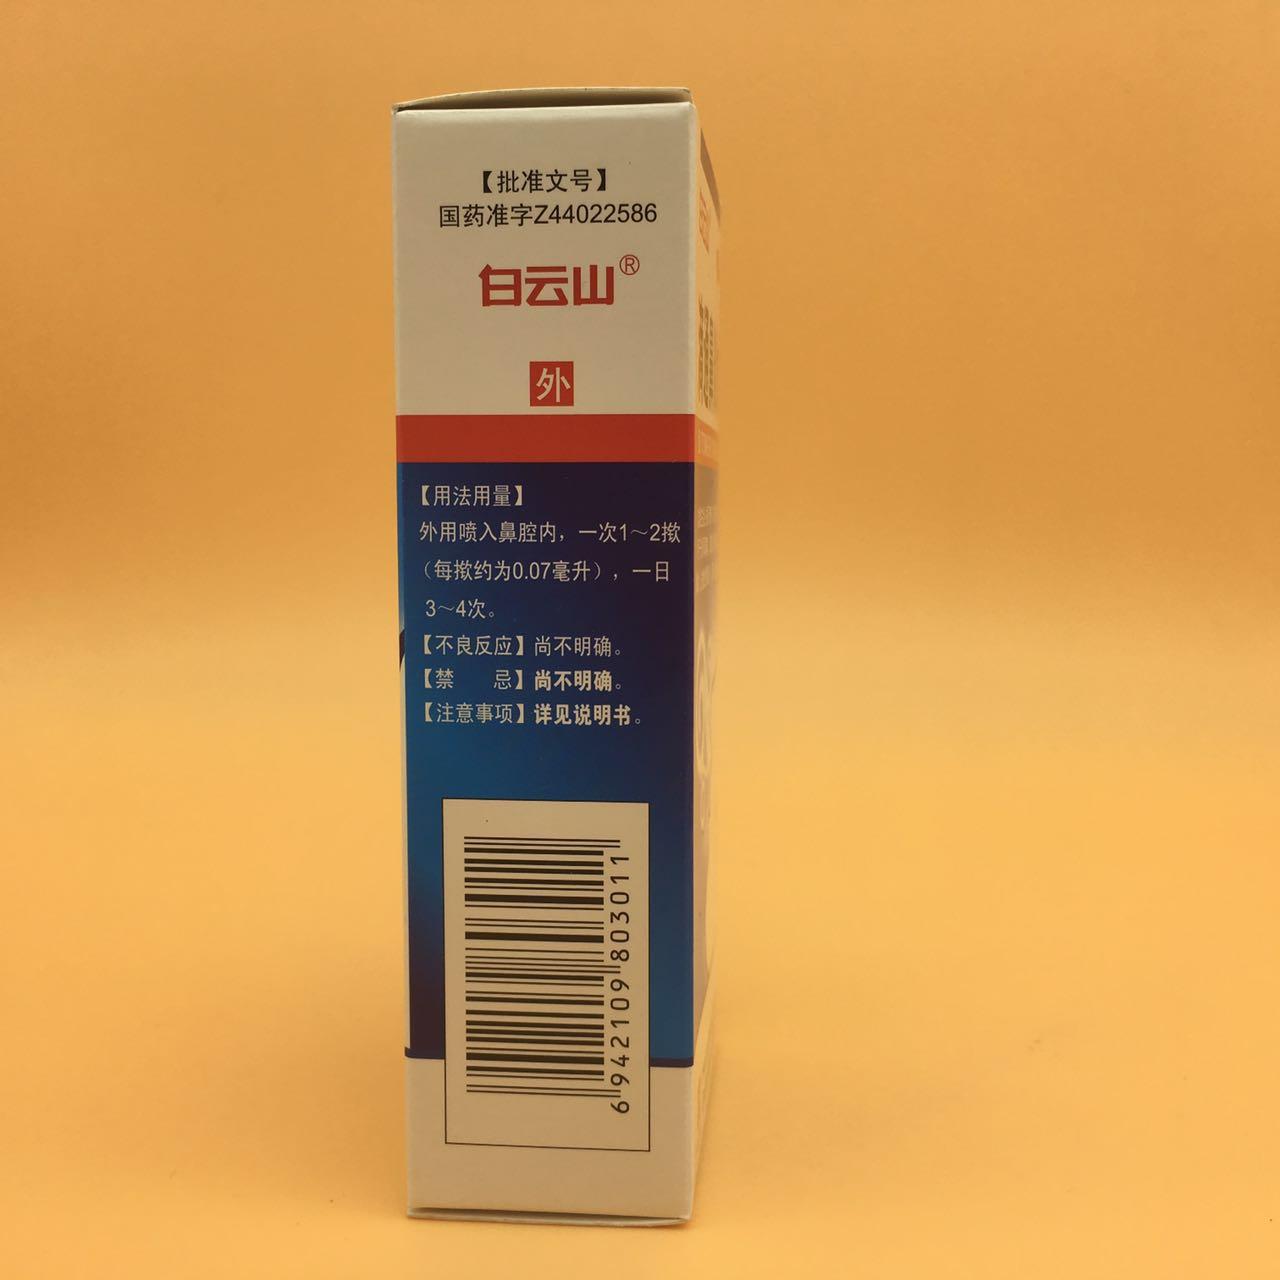 【批准文号】
国药准字Z44022586
白云山®
外
【用法用量】
外用喷入鼻腔内，一次1～2揿
（每揿约为0.07毫升），一日
3～4次。
【不良反应】尚不明确。
【禁　　忌】尚不明确。
【注意事项】详见说明书。
6942109803011